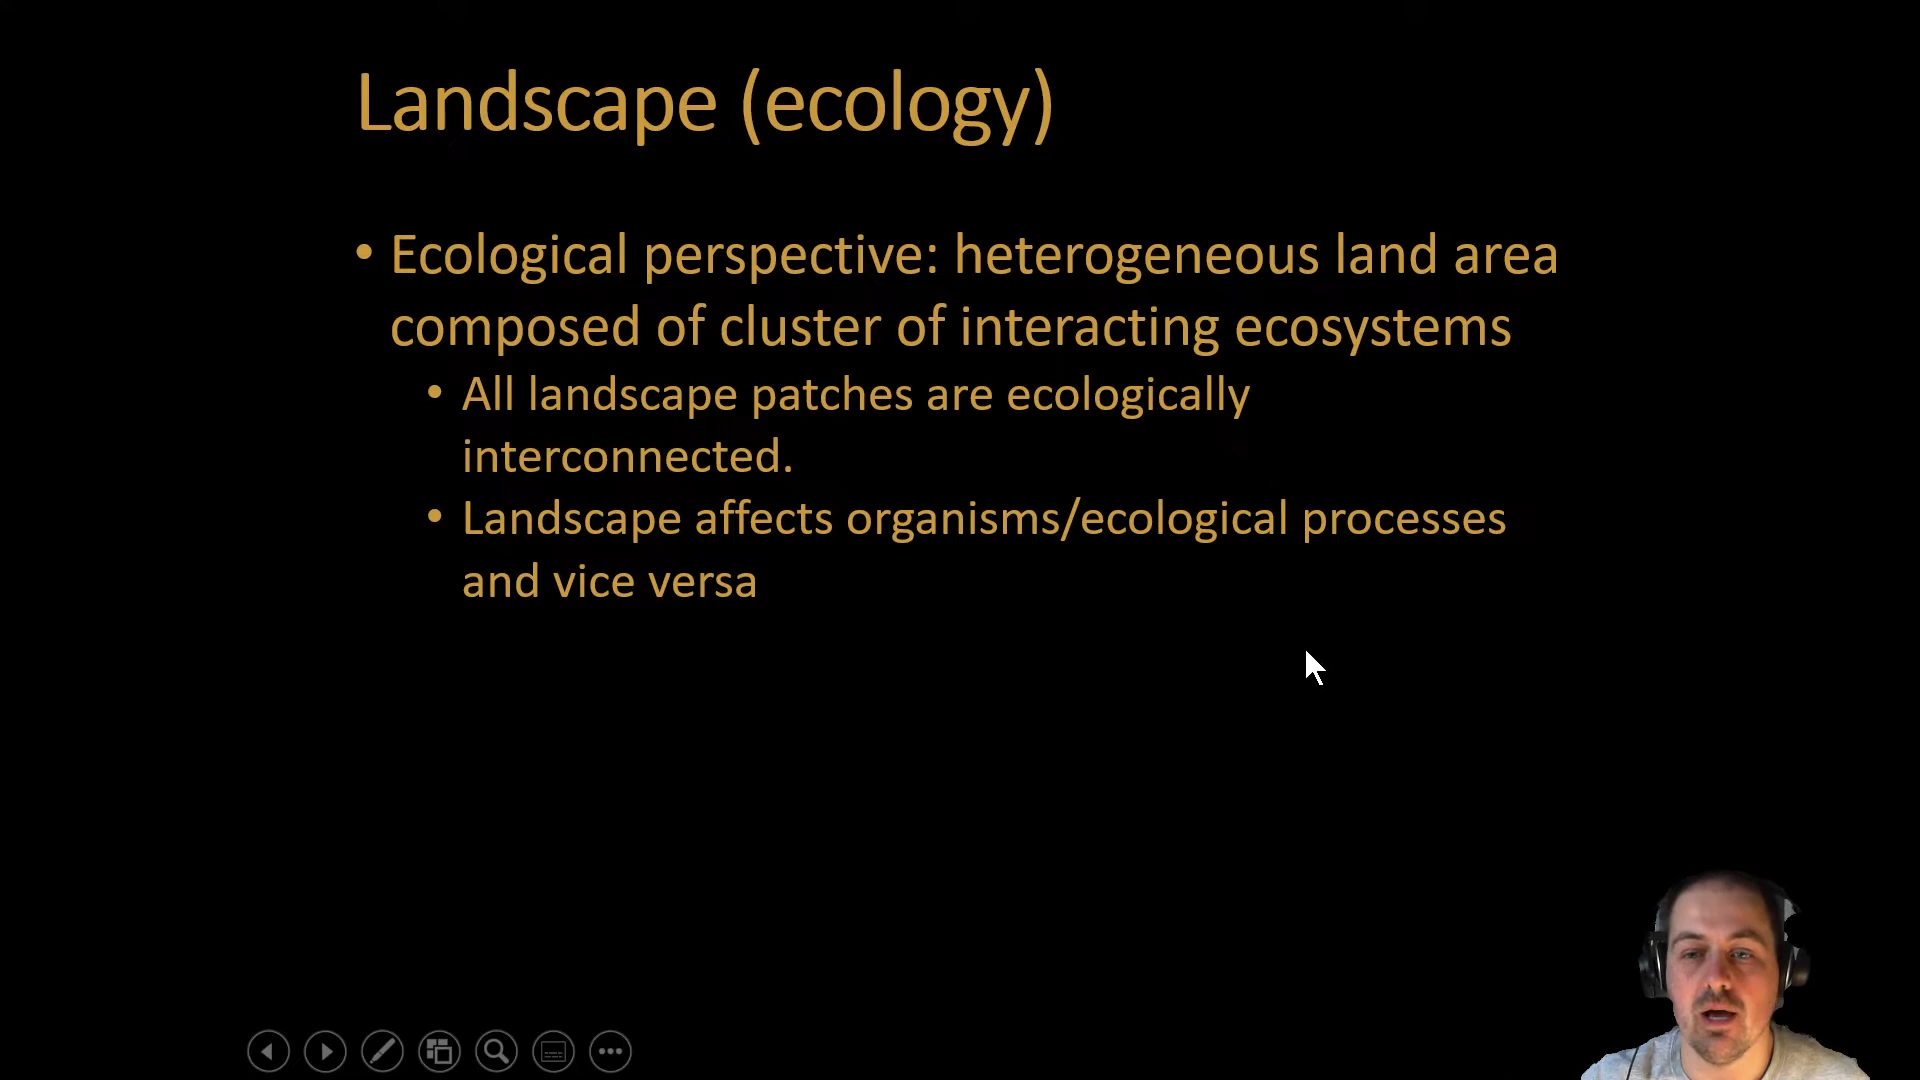 Landscape (ecology)
• Ecological perspective: heterogeneous land area
composed of cluster of interacting ecosystems
• All landscape patches are ecologically
interconnected.
• Landscape affects organisms/ecological processes
and vice versa